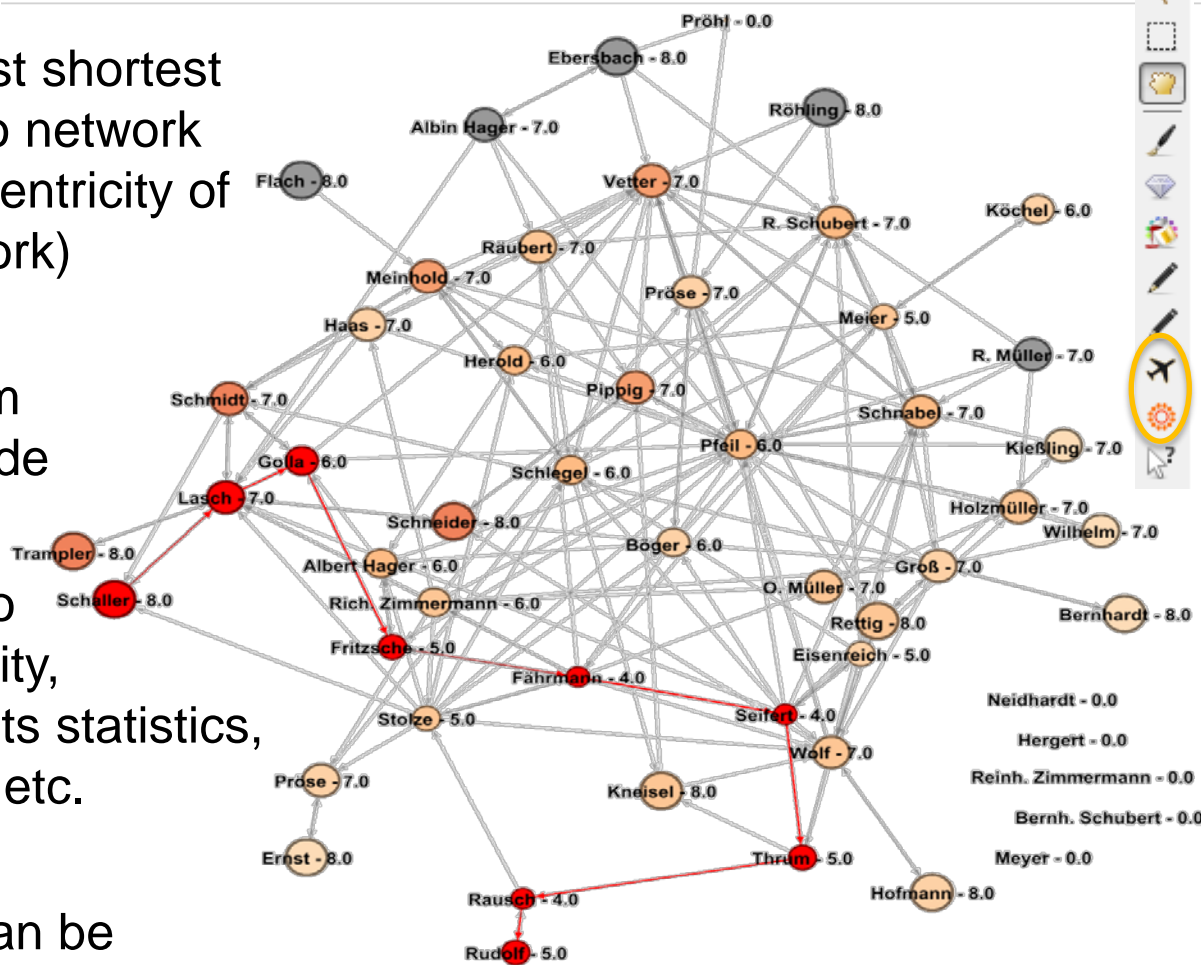 st shortest
o network
entricity of
ork)
m
de
o
ity,
ts statistics,
etc.
an be
Pröhl - 0.0
Ebersbach - 8.0
Röhling - 8.0
Albin Hager - 7.0
Flach - 8.0
Vetter - 7.0
Köchel - 6.0
R. Schubert - 7.0
Räubert - 7.0
Meinhold - 7.0
Pröse - 7.0
Meier - 5.0
Haas - 7.0
R. Müller - 7.0
Herold - 6.0
Pippig - 7.0
Schmidt - 7.0
Schnabel - 7.0
Pfeil - 6.0
Kießling - 7.0
Golla - 6.0
Schlegel - 6.0
Lasch - 7.0
Holzmüller - 7.0
Schneider - 8.0
Wilhelm - 7.0
Böger - 6.0
Trampler - 8.0
Albert Hager - 6.0
Groß - 7.0
O. Müller - 7.0
Schaller - 8.0
Rich. Zimmermann - 6.0
Bernhardt - 8.0
Rettig - 8.0
Fritzsche - 5.0
Eisenreich - 5.0
Fährmann - 4.0
Neidhardt - 0.0
Seifert - 4.0
Stolze - 5.0
Hergert - 0.0
Wolf - 7.0
Reinh. Zimmermann - 0.0
Pröse - 7.0
Kneisel - 8.0
Bernh. Schubert - 0.0
Ernst - 8.0
Thrum - 5.0
Meyer - 0.0
Hofmann - 8.0
Rausch - 4.0
Rudolf - 5.0
?